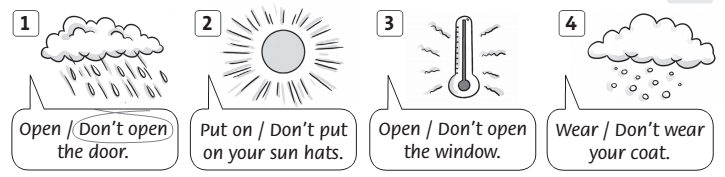 1
2
3
4
Open / Don't open
the door.
Put on / Don't put
on your sun hats.
Open / Don't open
the window.
Wear / Don't wear
your coat.